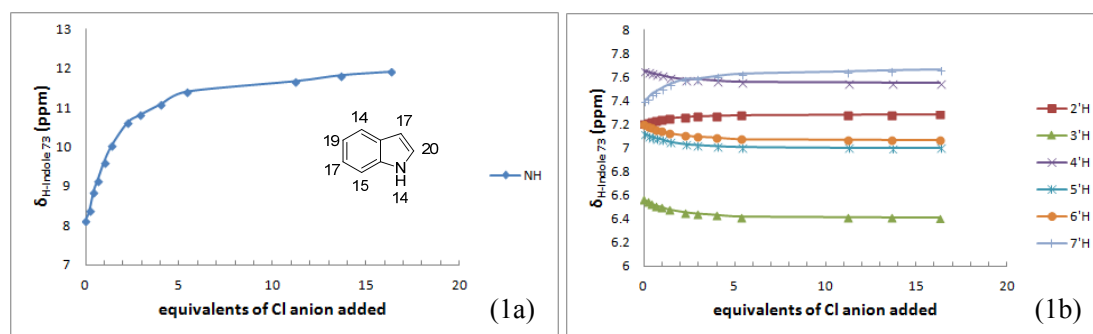 13
12
11
10
9
8
7
δH-Indole 73 (ppm)
0 5 10 15 20
equivalents of Cl anion added
14
17
19
20
17
15
N
H
14
NH
(1a)
8
7.8
7.6
7.4
7.2
7
6.8
6.6
6.4
6.2
6
δH-Indole 73 (ppm)
0 5 10 15 20
equivalents of Cl anion added
2'H
3'H
4'H
5'H
6'H
7'H
(1b)